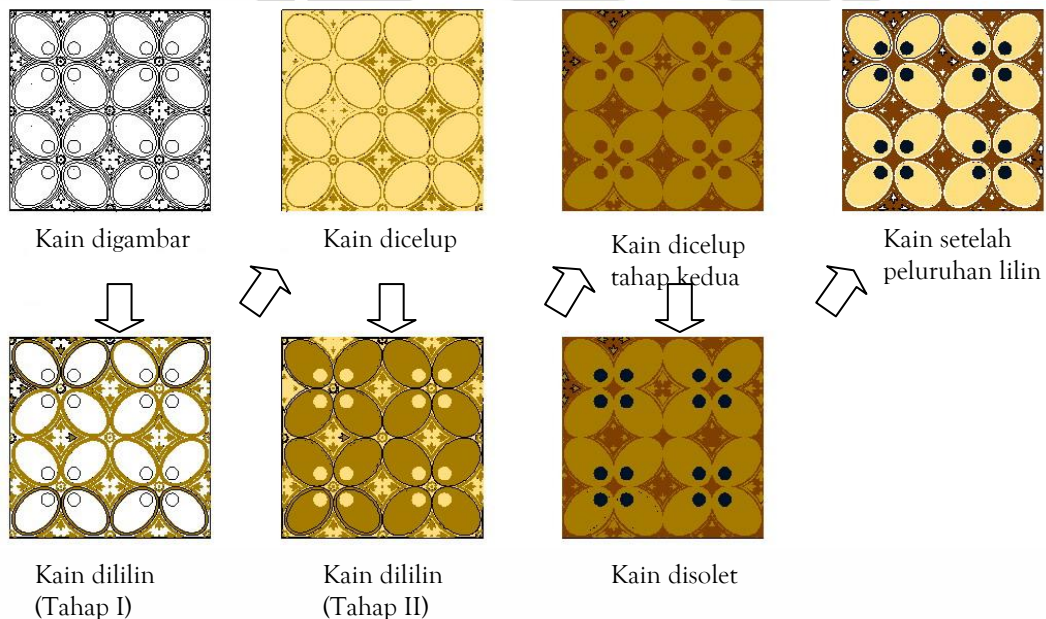 Kain digambar
Kain dicelup
Kain dicelup
tahap kedua
Kain setelah
peluruhan lilin
Kain dililin
(Tahap I)
Kain dililin
(Tahap II)
Kain disolet